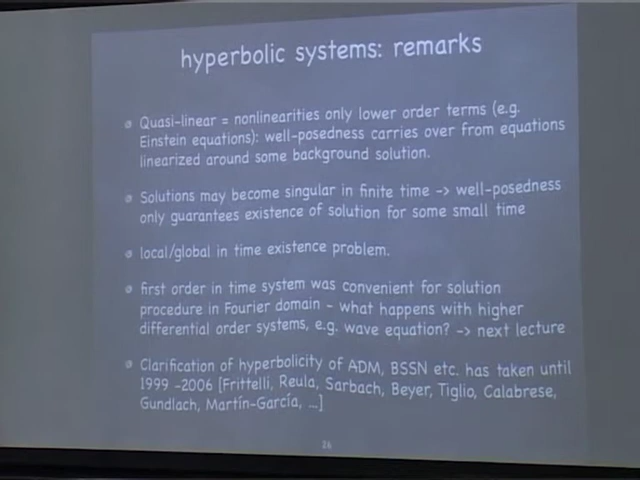 hyperbolic systems: remarks
Quasi-linear = nonlinearities only lower order terms (e.g.
Einstein equations): well-posedness carries over from equations
linearized around some background solution.
Solutions may become singular in finite time -> well-posedness
only guarantees existence of solution for some small time
local/global in time existence problem.
first order in time system was convenient for solution
procedure in Fourier domain - what happens with higher
differential order systems, e.g. wave equation? -> next lecture
Clarification of hyperbolicity of ADM, BSSN etc. has taken until
1999 -2006 [Frittelli, Reula, Sarbach, Beyer, Tiglio, Calabrese,
Gundlach, Martín-García, ...]
26